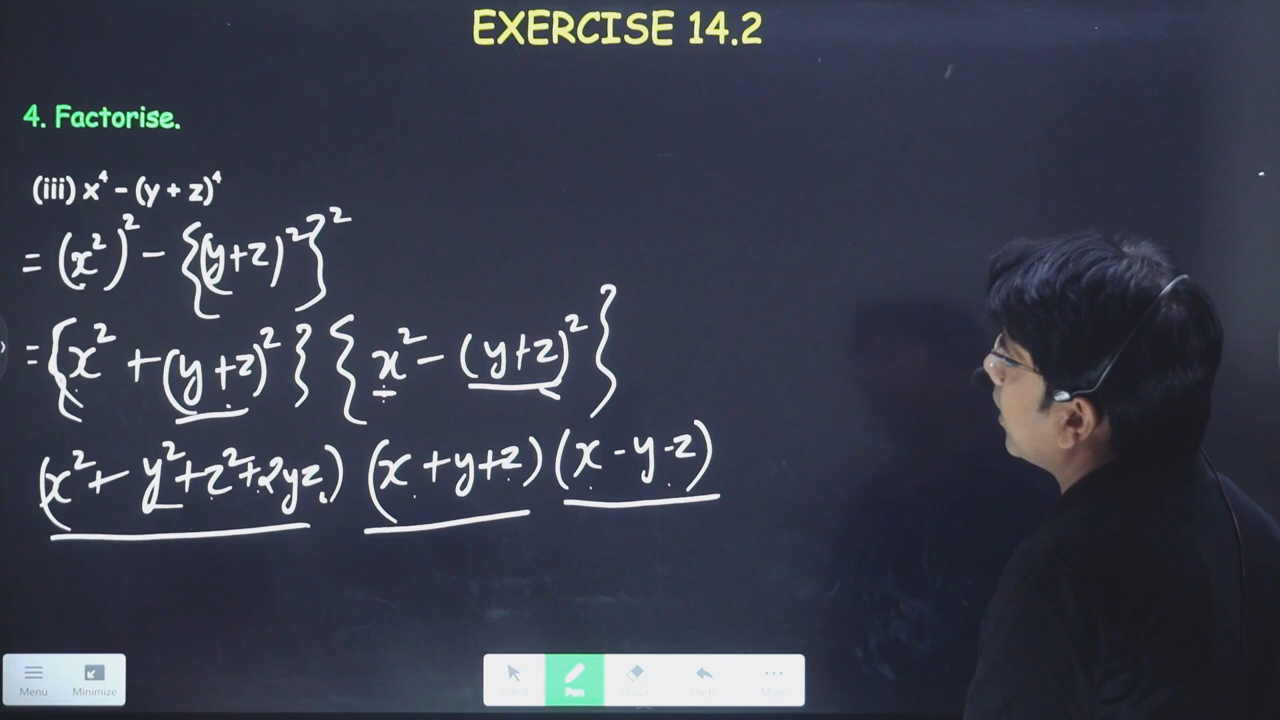 EXERCISE 14.2
4. Factorise.
(iii) x⁴ - (y + z)⁴
= (x²)² - {(y+z)²}²
= {x² + (y+z)²} {x² - (y+z)²}
(x² + y² + z² + 2yz) (x + y + z) (x - y - z)
Menu
Minimize
Pen